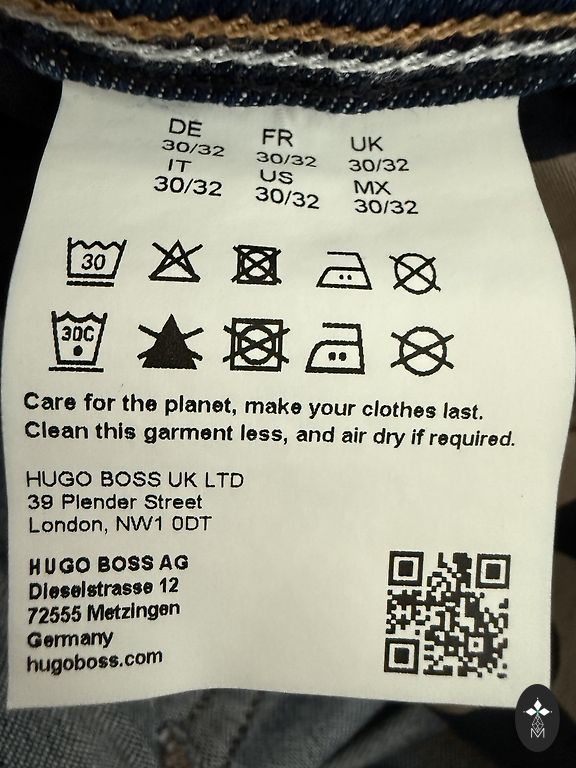 DE FR UK
30/32 30/32 30/32
IT US MX
30/32 30/32 30/32
30
30C
Care for the planet, make your clothes last.
Clean this garment less, and air dry if required.
HUGO BOSS UK LTD
39 Plender Street
London, NW1 0DT
HUGO BOSS AG
Dieselstrasse 12
72555 Metzingen
Germany
hugoboss.com
M